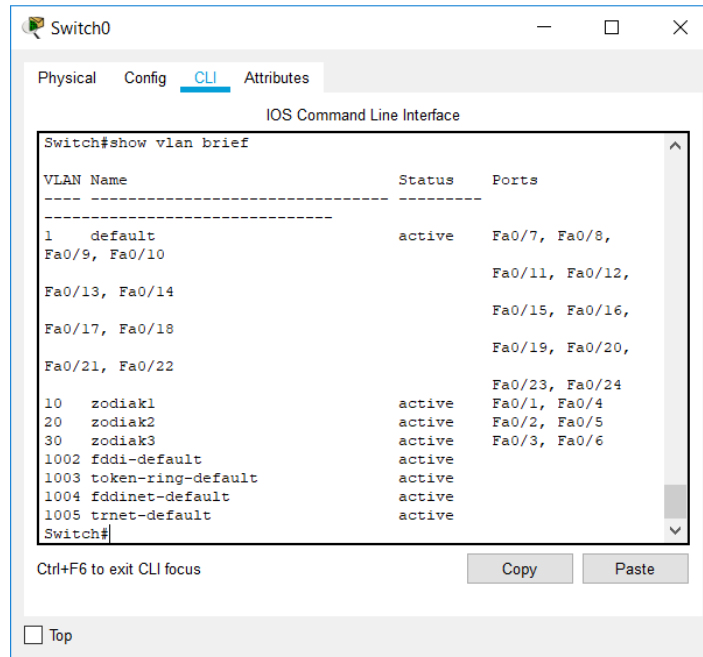 Switch0
Physical Config CLI Attributes
IOS Command Line Interface
Switch#show vlan brief
VLAN Name Status Ports
---- -------------------------------- ---------
-------------------------------
1 default active Fa0/7, Fa0/8,
Fa0/9, Fa0/10
Fa0/11, Fa0/12,
Fa0/13, Fa0/14
Fa0/15, Fa0/16,
Fa0/17, Fa0/18
Fa0/19, Fa0/20,
Fa0/21, Fa0/22
Fa0/23, Fa0/24
10 zodiak1 active Fa0/1, Fa0/4
20 zodiak2 active Fa0/2, Fa0/5
30 zodiak3 active Fa0/3, Fa0/6
1002 fddi-default active
1003 token-ring-default active
1004 fddinet-default active
1005 trnet-default active
Switch#
Ctrl+F6 to exit CLI focus Copy Paste
Top